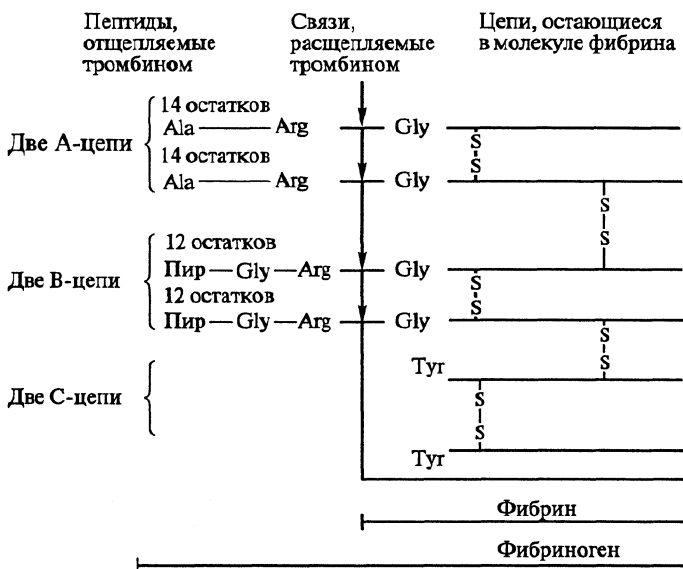 Пептиды,
отщепляемые
тромбином
Связи,
расщепляемые
тромбином
Цепи, остающиеся
в молекуле фибрина
Две А-цепи
14 остатков
Ala Arg Gly
S
S
14 остатков
Ala Arg Gly
S
S
Две В-цепи
12 остатков
Пир Gly Arg Gly
S
S
12 остатков
Пир Gly Arg Gly
S
S
Tyr
Две С-цепи
S
S
Tyr
Фибрин
Фибриноген